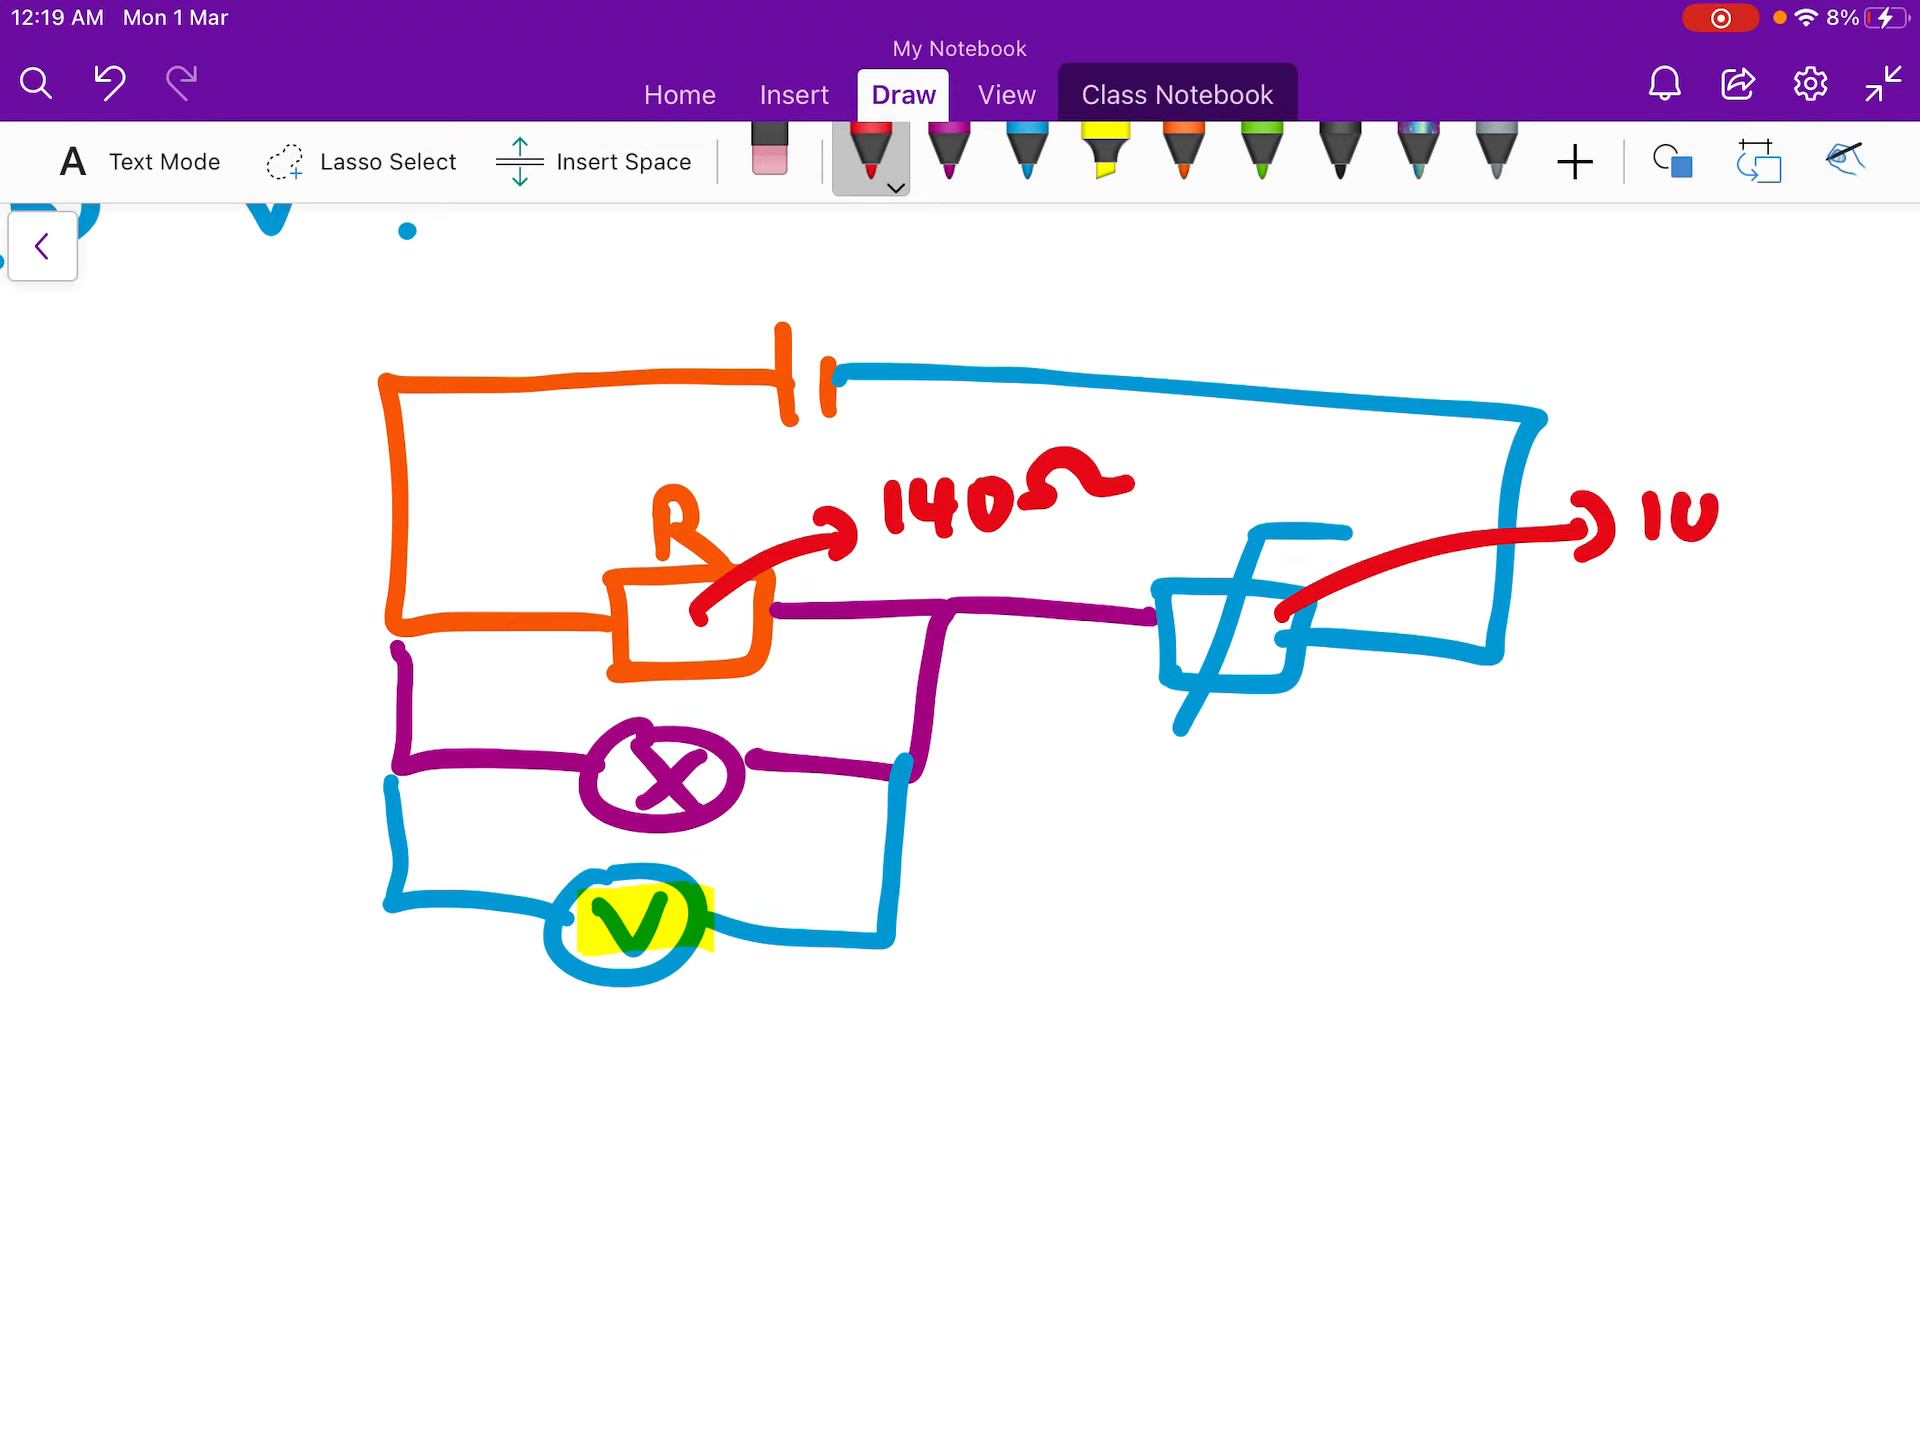 12:19 AM Mon 1 Mar
8%
My Notebook
Home Insert Draw View Class Notebook
A Text Mode Lasso Select Insert Space
V .
R
140Ω
10
V